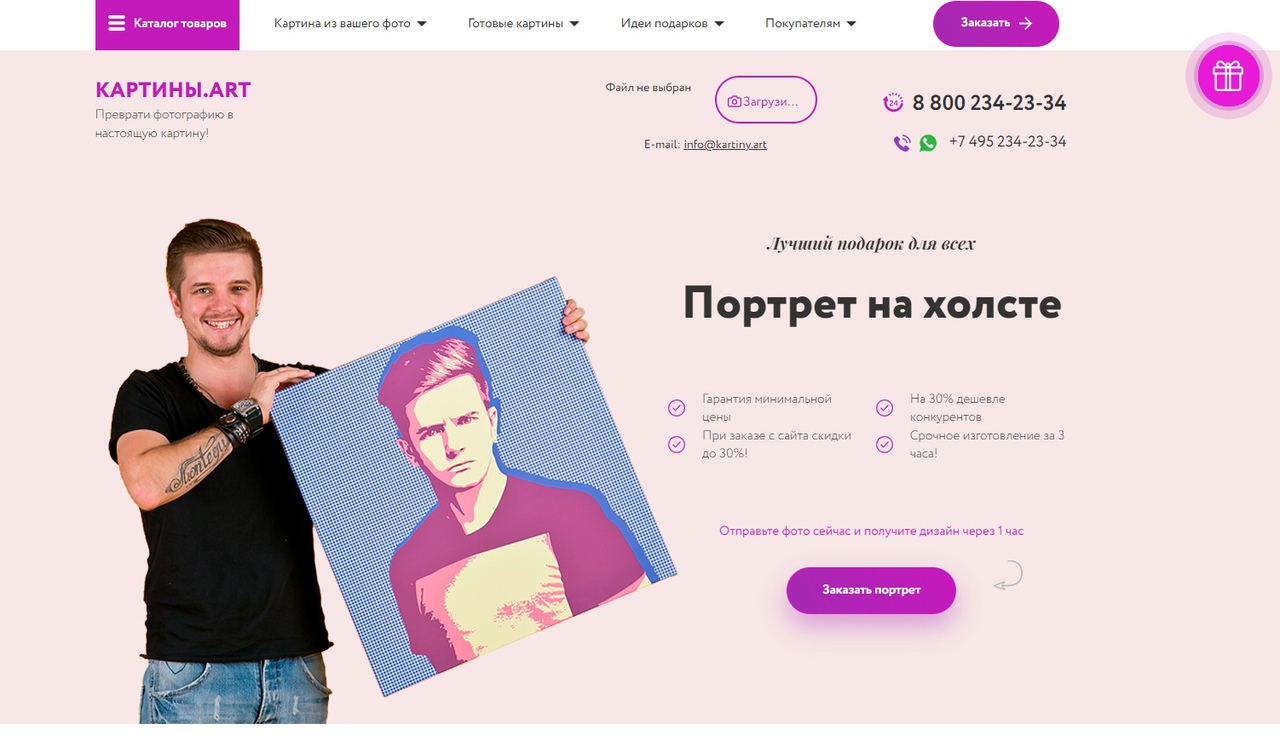 Каталог товаров
Картина из вашего фото
Готовые картины
Идеи подарков
Покупателям
Заказать
КАРТИНЫ.ART
Преврати фотографию в
настоящую картину!
Файл не выбран
Загрузи...
E-mail: info@kartiny.art
24
8 800 234-23-34
+7 495 234-23-34
Лучший подарок для всех
Портрет на холсте
Гарантия минимальной
цены
На 30% дешевле
конкурентов
При заказе с сайта скидки
до 30%!
Срочное изготовление за 3
часа!
Отправьте фото сейчас и получите дизайн через 1 час
Заказать портрет